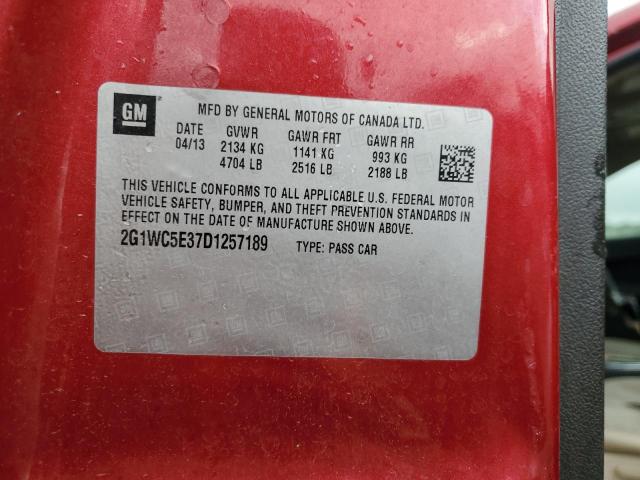 GM
MFD BY GENERAL MOTORS OF CANADA LTD.
DATE GVWR GAWR FRT GAWR RR
04/13 2134 KG 1141 KG 993 KG
4704 LB 2516 LB 2188 LB
THIS VEHICLE CONFORMS TO ALL APPLICABLE U.S. FEDERAL MOTOR
VEHICLE SAFETY, BUMPER, AND THEFT PREVENTION STANDARDS IN
EFFECT ON THE DATE OF MANUFACTURE SHOWN ABOVE.
2G1WC5E37D1257189 TYPE: PASS CAR